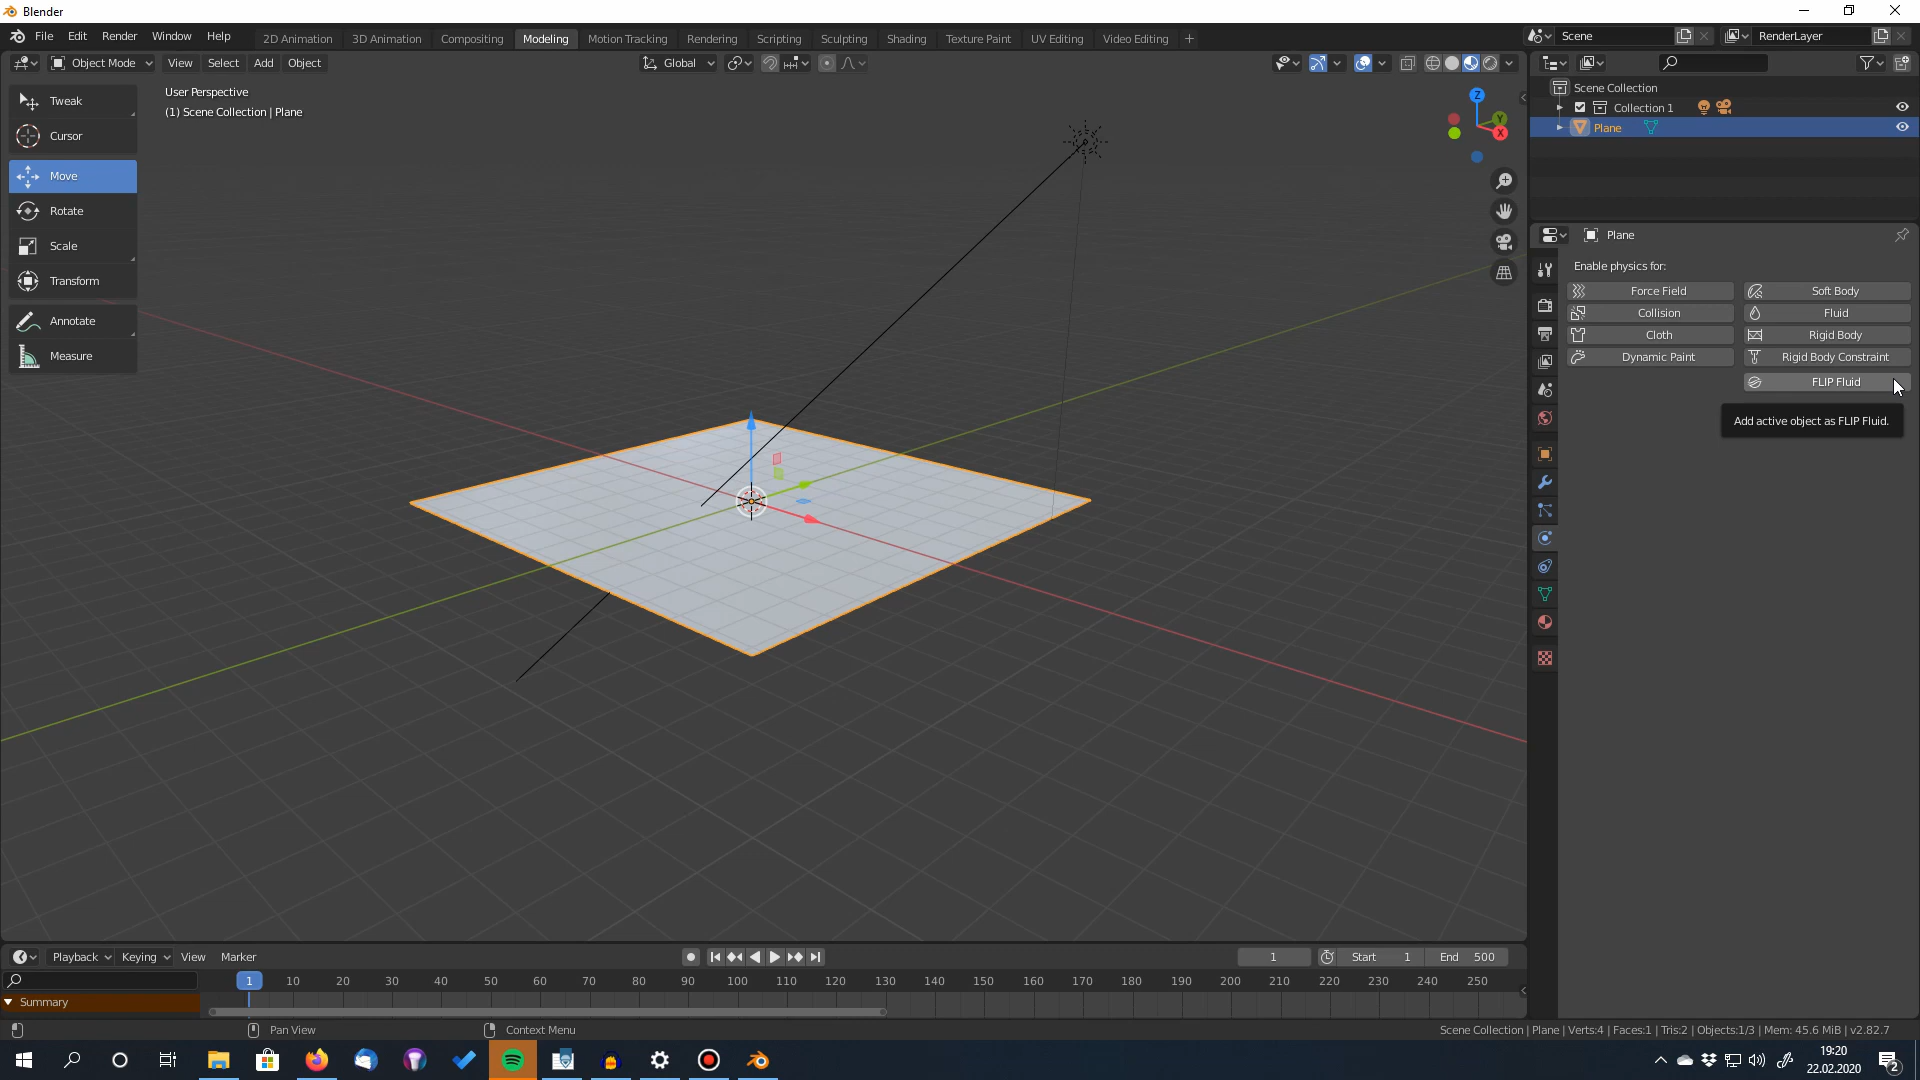 Blender
File Edit Render Window Help 2D Animation 3D Animation Compositing Modeling Motion Tracking Rendering Scripting Sculpting Shading Texture Paint UV Editing Video Editing + Scene RenderLayer
Object Mode View Select Add Object Global
User Perspective
(1) Scene Collection | Plane
Tweak
Cursor
Move
Rotate
Scale
Transform
Annotate
Measure
Z
Y
X
Scene Collection
Collection 1
Plane
Plane
Enable physics for:
Force Field Soft Body
Collision Fluid
Cloth Rigid Body
Dynamic Paint Rigid Body Constraint
FLIP Fluid
Add active object as FLIP Fluid.
Playback Keying View Marker 1 Start 1 End 500
1 10 20 30 40 50 60 70 80 90 100 110 120 130 140 150 160 170 180 190 200 210 220 230 240 250
Summary
Pan View Context Menu Scene Collection | Plane | Verts:4 | Faces:1 | Tris:2 | Objects:1/3 | Mem: 45.6 MiB | v2.82.7
19:20
22.02.2020
2